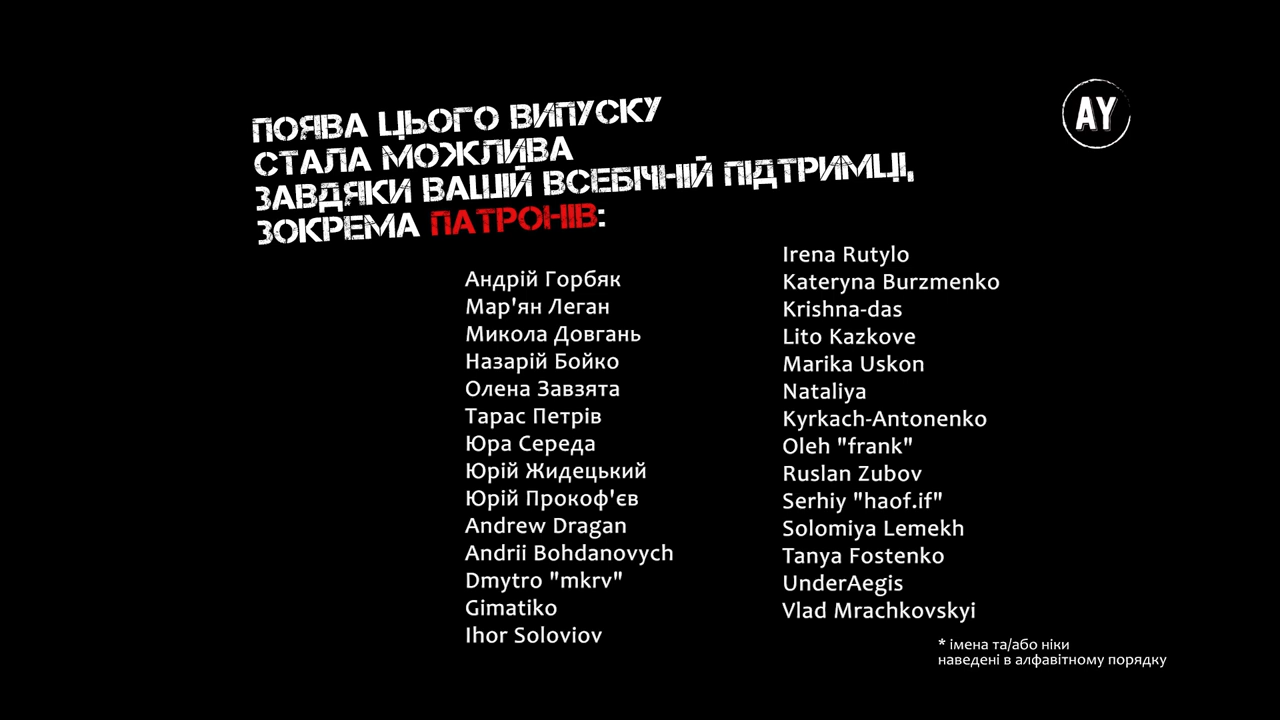 ПОЯВА ЦЬОГО ВИПУСКУ
СТАЛА МОЖЛИВА
ЗАВДЯКИ ВАШІЙ ВСЕБІЧНІЙ ПІДТРИМЦІ,
ЗОКРЕМА ПАТРОНІВ:
AY
Андрій Горбяк
Мар'ян Леган
Микола Довгань
Назарій Бойко
Олена Завзята
Тарас Петрів
Юра Середа
Юрій Жидецький
Юрій Прокоф'єв
Andrew Dragan
Andrii Bohdanovych
Dmytro "mkrv"
Gimatiko
Ihor Soloviov
Irena Rutylo
Kateryna Burzmenko
Krishna-das
Lito Kazkove
Marika Uskon
Nataliya
Kyrkach-Antonenko
Oleh "frank"
Ruslan Zubov
Serhiy "haof.if"
Solomiya Lemekh
Tanya Fostenko
UnderAegis
Vlad Mrachkovskyi
* імена та/або ніки
наведені в алфавітному порядку